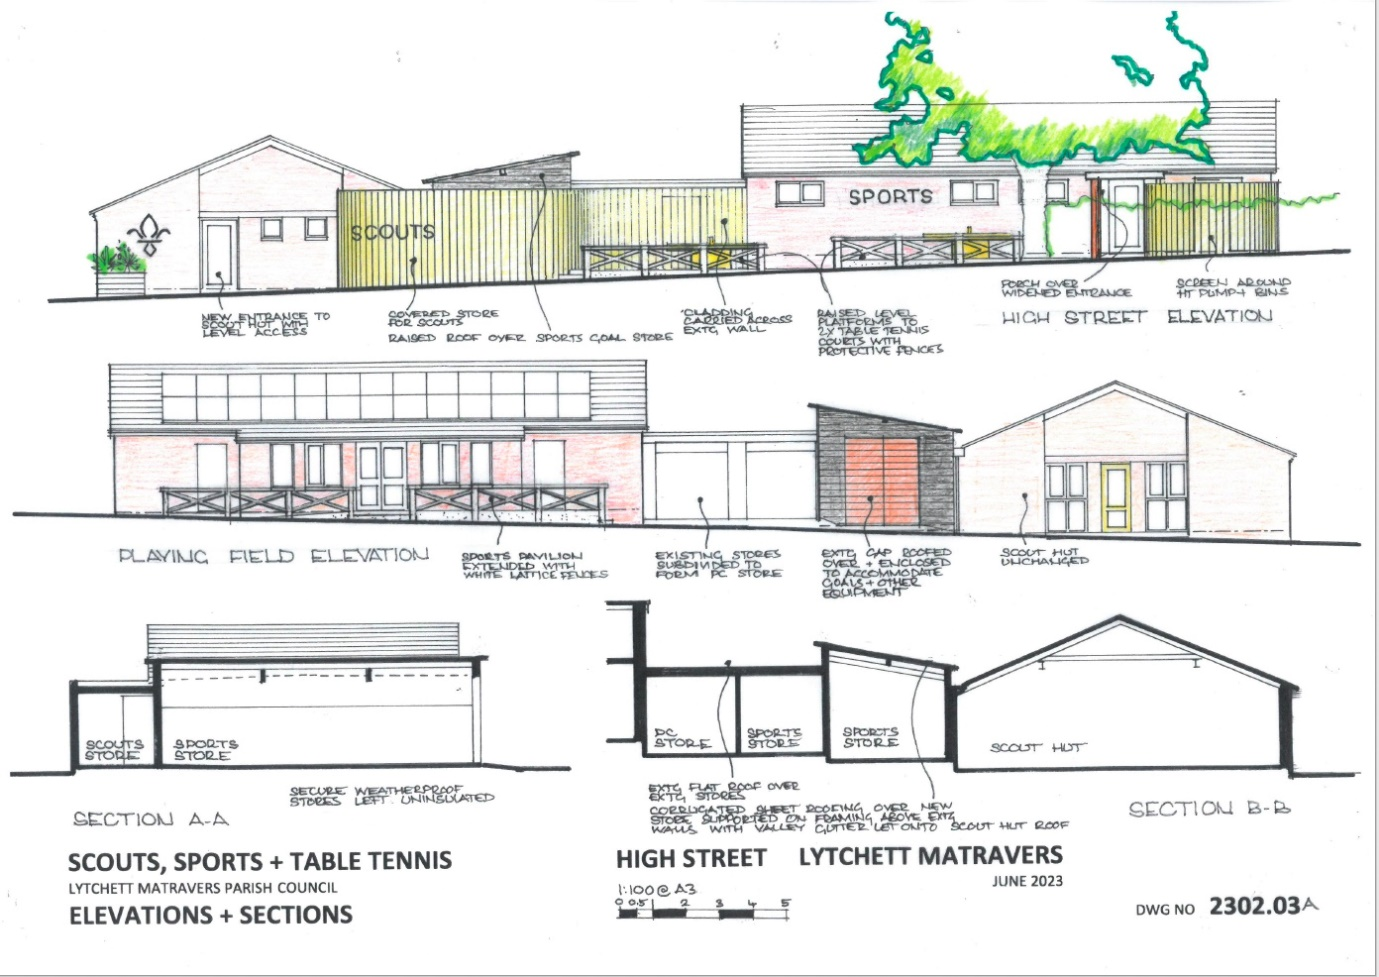 SCOUTS
SPORTS
NEW ENTRANCE TO
SCOUT HUT WITH
LEVEL ACCESS
COVERED STORE
FOR SCOUTS
RAISED ROOF OVER SPORTS GOAL STORE
CLADDING
CARRIED ACROSS
EXTG WALL
RAISED LEVEL
PLATFORMS TO
2X TABLE TENNIS
COURTS WITH
PROTECTIVE FENCES
PORCH OVER
WIDENED ENTRANCE
SCREEN AROUND
HT PUMP + BINS
HIGH STREET ELEVATION
PLAYING FIELD ELEVATION
SPORTS PAVILION
EXTENDED WITH
WHITE LATTICE FENCES
EXISTING STORES
SUBDIVIDED TO
FORM PC STORE
EXTG GAP ROOFED
OVER + ENCLOSED
TO ACCOMMODATE
GOALS + OTHER
EQUIPMENT
SCOUT HUT
UNCHANGED
SCOUTS
STORE
SPORTS
STORE
SECURE WEATHERPROOF
STORES LEFT UNINSULATED
SECTION A-A
PC
STORE
SPORTS
STORE
SPORTS
STORE
SCOUT HUT
EXTG FLAT ROOF OVER
EXTG STORES
CORRUGATED SHEET ROOFING OVER NEW
STORE SUPPORTED ON FRAMING ABOVE EXTG
WALLS WITH VALLEY GUTTER LET ONTO SCOUT HUT ROOF
SECTION B-B
SCOUTS, SPORTS + TABLE TENNIS
LYTCHETT MATRAVERS PARISH COUNCIL
ELEVATIONS + SECTIONS
HIGH STREET LYTCHETT MATRAVERS
JUNE 2023
1:100 @ A3
0 0.5 1 2 3 4 5
DWG NO 2302.03A